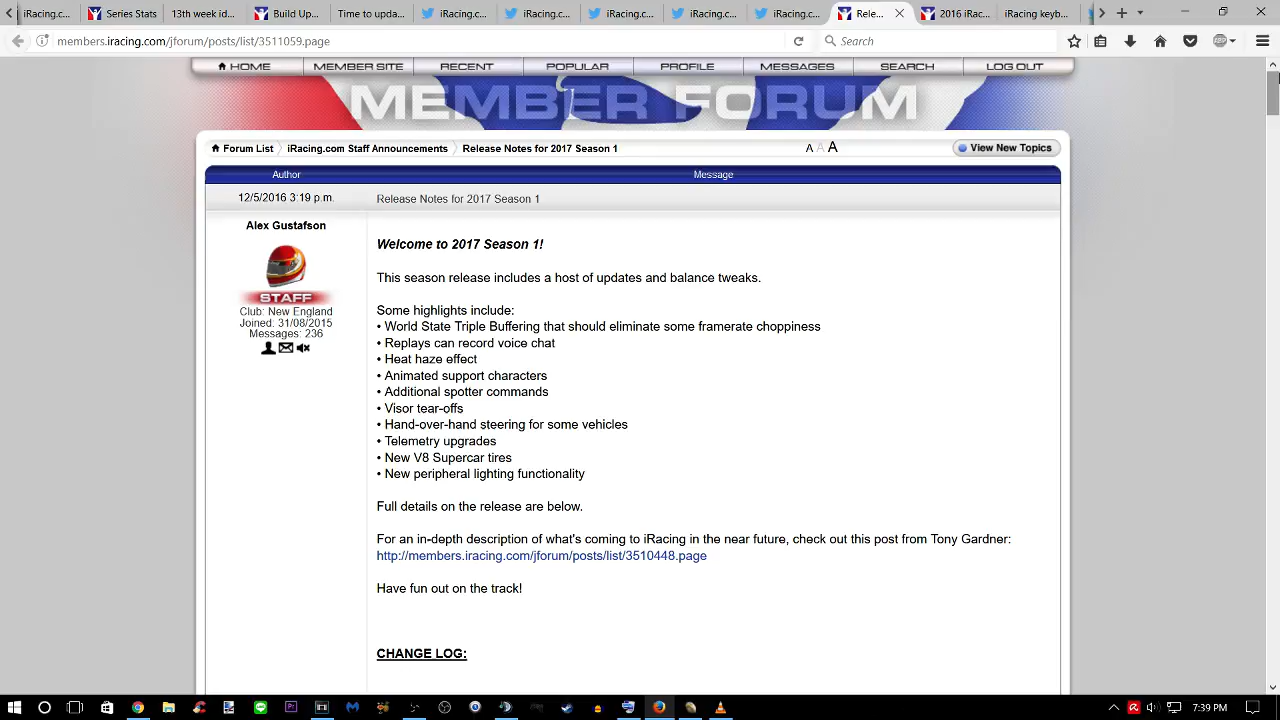 iRacing.c...
Series Stats
13th week id
Build Up...
Time to upda...
iRacing.c...
iRacing.c...
iRacing.c...
iRacing.c...
iRacing.c...
Rele...
2016 iRac...
iRacing keyb...
members.iracing.com/jforum/posts/list/3511059.page
Search
ABP
HOME
MEMBER SITE
RECENT
POPULAR
PROFILE
MESSAGES
SEARCH
LOG OUT
MEMBER FORUM
Forum List iRacing.com Staff Announcements Release Notes for 2017 Season 1
A A A
View New Topics
Author
Message
12/5/2016 3:19 p.m.
Release Notes for 2017 Season 1
Alex Gustafson
STAFF
Club: New England
Joined: 31/08/2015
Messages: 236
Welcome to 2017 Season 1!
This season release includes a host of updates and balance tweaks.
Some highlights include:
• World State Triple Buffering that should eliminate some framerate choppiness
• Replays can record voice chat
• Heat haze effect
• Animated support characters
• Additional spotter commands
• Visor tear-offs
• Hand-over-hand steering for some vehicles
• Telemetry upgrades
• New V8 Supercar tires
• New peripheral lighting functionality
Full details on the release are below.
For an in-depth description of what's coming to iRacing in the near future, check out this post from Tony Gardner:
http://members.iracing.com/jforum/posts/list/3510448.page
Have fun out on the track!
CHANGE LOG:
Pr
7:39 PM